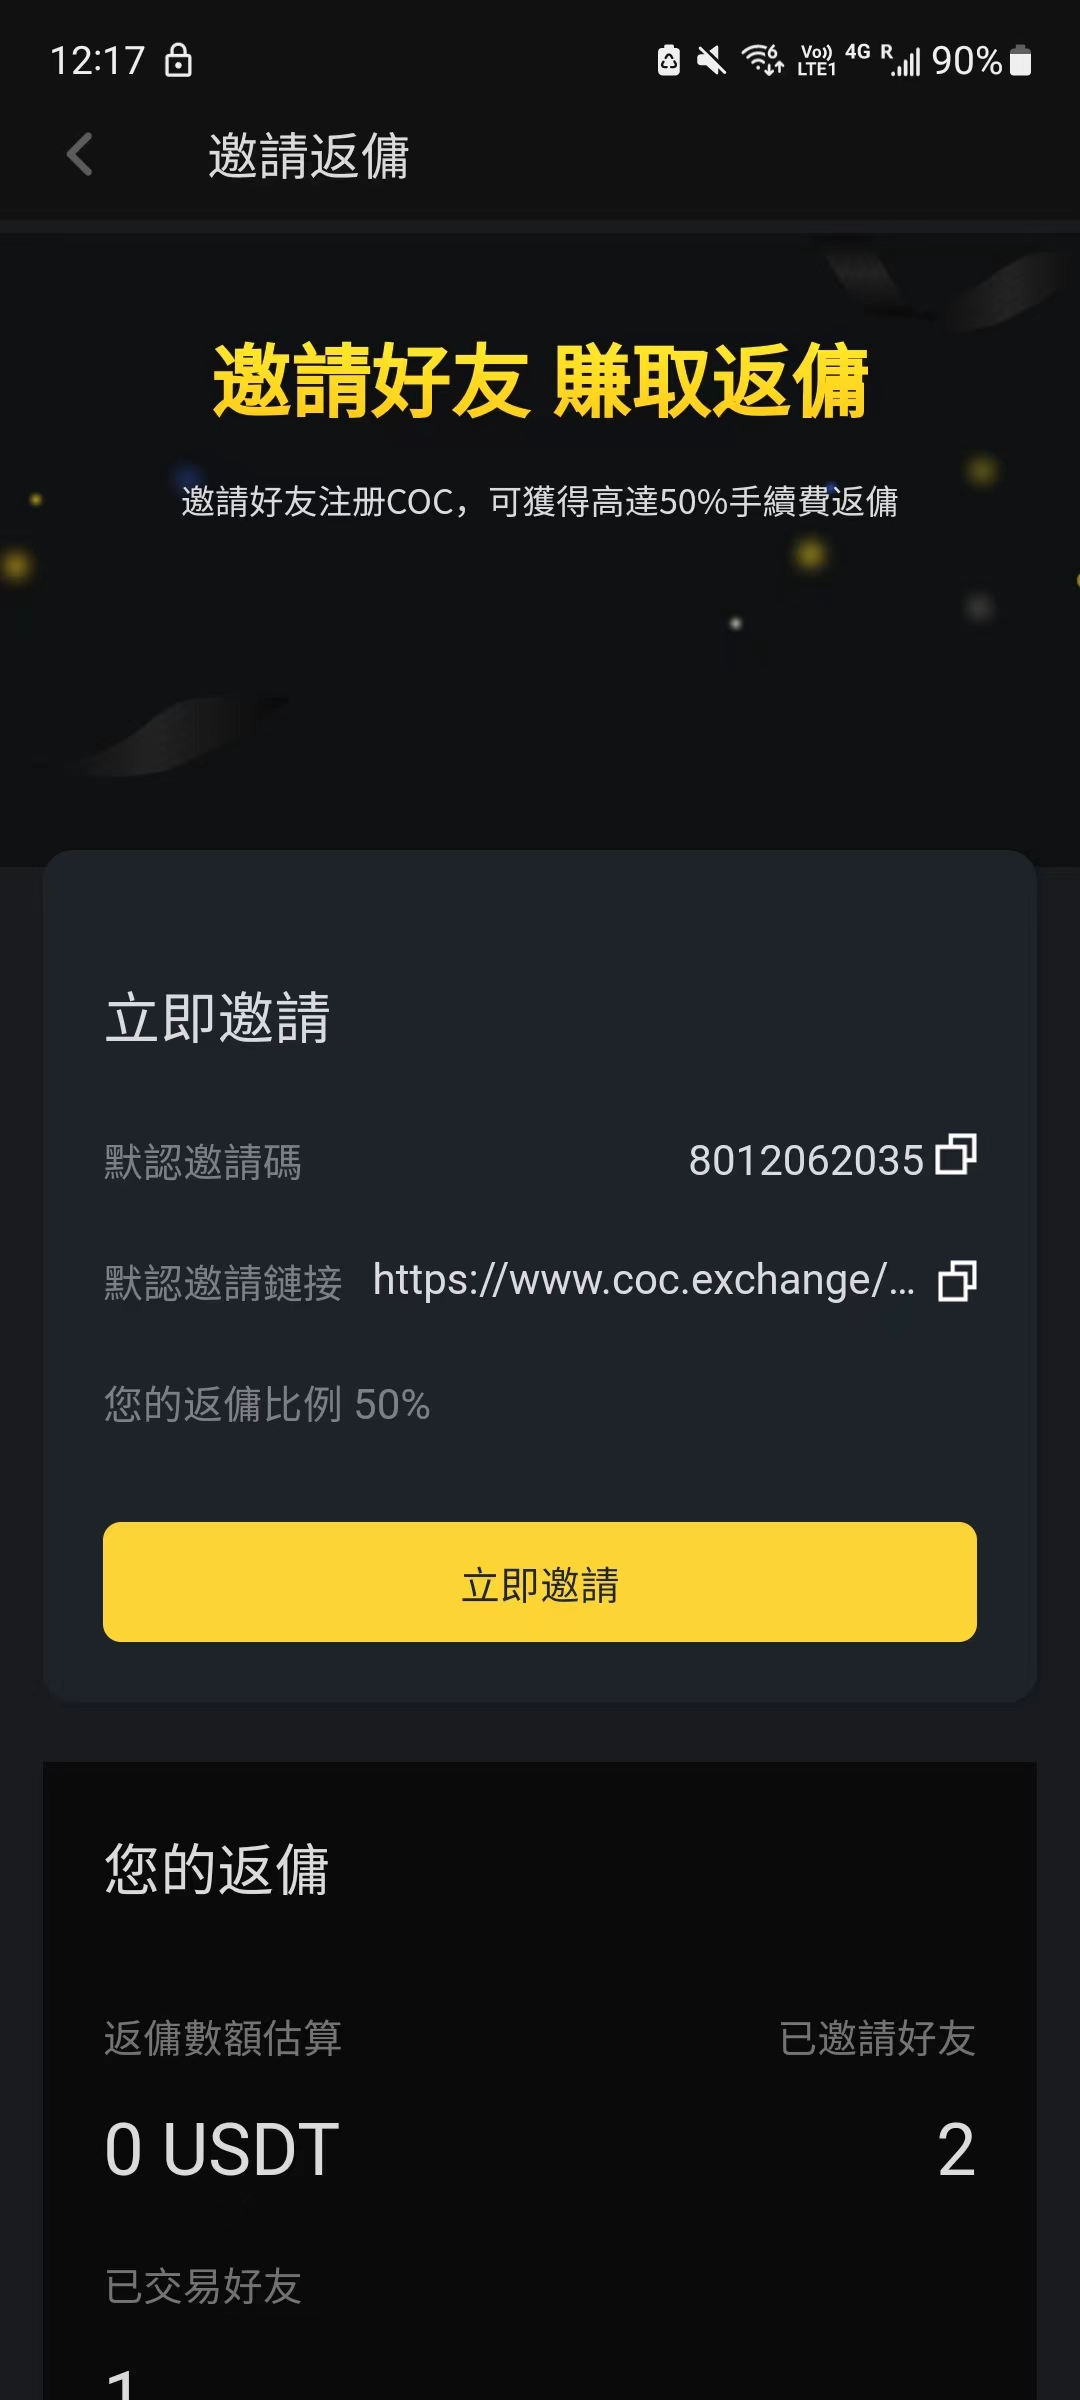 12:17
Vo)) LTE1 4G R 90%
邀請返傭
邀請好友 賺取返傭
邀請好友注册COC，可獲得高達50%手續費返傭
立即邀請
默認邀請碼 8012062035
默認邀請鏈接 https://www.coc.exchange/...
您的返傭比例 50%
立即邀請
您的返傭
返傭數額估算 已邀請好友
0 USDT 2
已交易好友
1